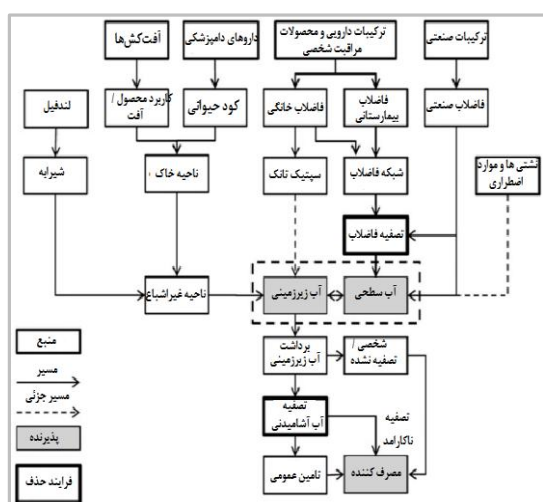 ترکیبات صنعتی
ترکیبات دارویی و محصولات
مراقبت شخصی
داروهای دامپزشکی
آفت‌کش‌ها
فاضلاب صنعتی
فاضلاب
بیمارستانی
فاضلاب خانگی
کود حیوانی
کاربرد محصول /
آفت
لندفیل
نشتی ها و موارد
اضطراری
شبکه فاضلاب
سپتیک تانک
ناحیه خاک
شیرابه
تصفیه فاضلاب
آب سطحی
آب زیرزمینی
ناحیه غیراشباع
شخصی /
تصفیه نشده
برداشت
آب زیرزمینی
تصفیه
ناکارامد
تصفیه
آب آشامیدنی
مصرف کننده
تامین عمومی
منبع
مسیر
مسیر جزئی
پذیرنده
فرایند حذف